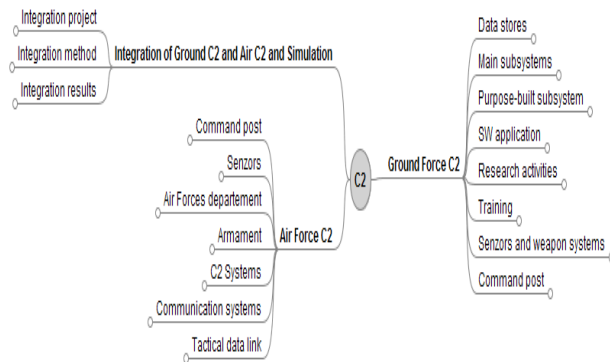 Integration project
Integration method
Integration results
Integration of Ground C2 and Air C2 and Simulation
Command post
Senzors
Air Forces departement
Armament
C2 Systems
Communication systems
Tactical data link
Air Force C2
C2
Ground Force C2
Data stores
Main subsystems
Purpose-built subsystem
SW application
Research activities
Training
Senzors and weapon systems
Command post